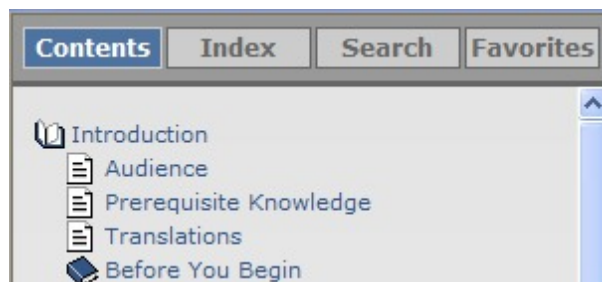 Contents Index Search Favorites
Introduction
Audience
Prerequisite Knowledge
Translations
Before You Begin